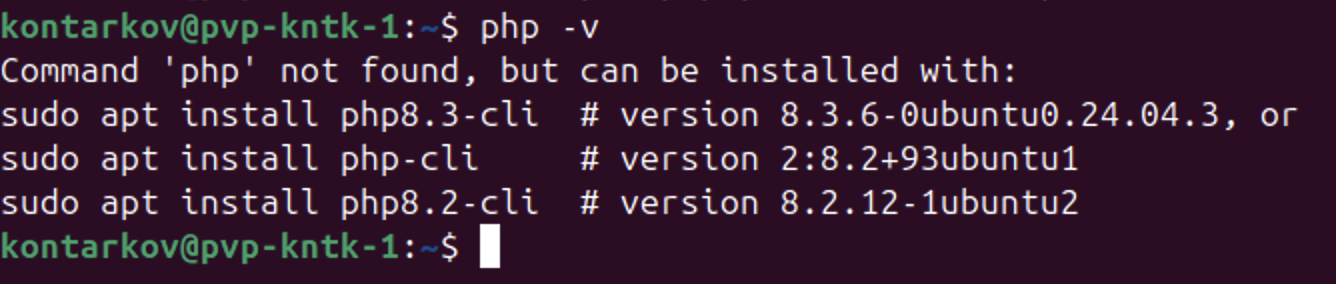 kontarkov@pvp-kntk-1:~$ php -v
Command 'php' not found, but can be installed with:
sudo apt install php8.3-cli  # version 8.3.6-0ubuntu0.24.04.3, or
sudo apt install php-cli     # version 2:8.2+93ubuntu1
sudo apt install php8.2-cli  # version 8.2.12-1ubuntu2
kontarkov@pvp-kntk-1:~$